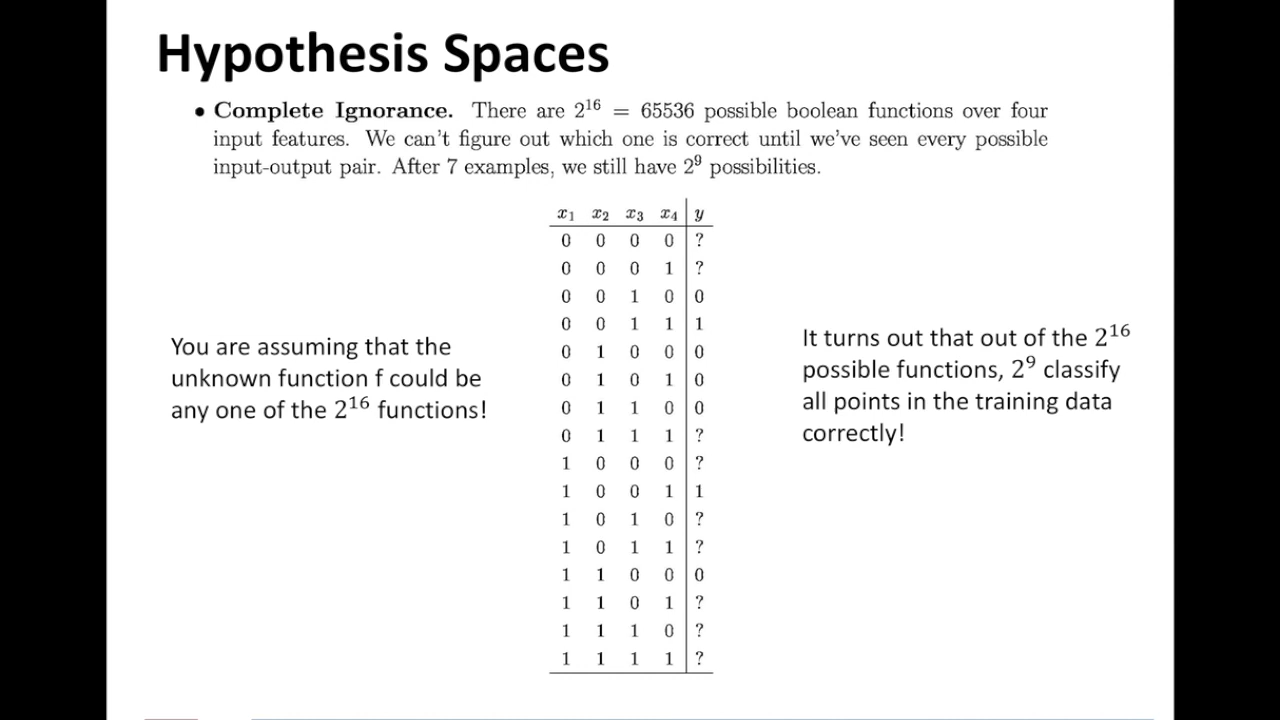 Hypothesis Spaces
• Complete Ignorance. There are 2^16 = 65536 possible boolean functions over four
input features. We can't figure out which one is correct until we've seen every possible
input-output pair. After 7 examples, we still have 2^9 possibilities.
x1 x2 x3 x4 y
0 0 0 0 ?
0 0 0 1 ?
0 0 1 0 0
0 0 1 1 1
0 1 0 0 0
0 1 0 1 0
0 1 1 0 0
0 1 1 1 ?
1 0 0 0 ?
1 0 0 1 1
1 0 1 0 ?
1 0 1 1 ?
1 1 0 0 0
1 1 0 1 ?
1 1 1 0 ?
1 1 1 1 ?
You are assuming that the
unknown function f could be
any one of the 2^16 functions!
It turns out that out of the 2^16
possible functions, 2^9 classify
all points in the training data
correctly!